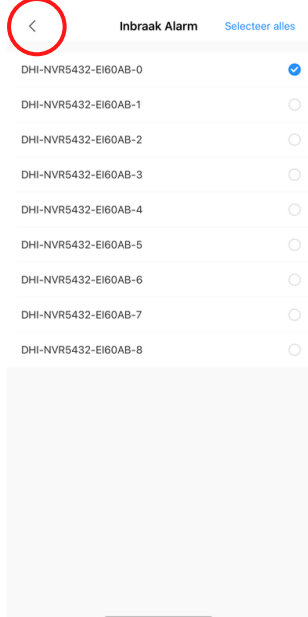 Inbraak Alarm Selecteer alles
DHI-NVR5432-EI60AB-0
DHI-NVR5432-EI60AB-1
DHI-NVR5432-EI60AB-2
DHI-NVR5432-EI60AB-3
DHI-NVR5432-EI60AB-4
DHI-NVR5432-EI60AB-5
DHI-NVR5432-EI60AB-6
DHI-NVR5432-EI60AB-7
DHI-NVR5432-EI60AB-8